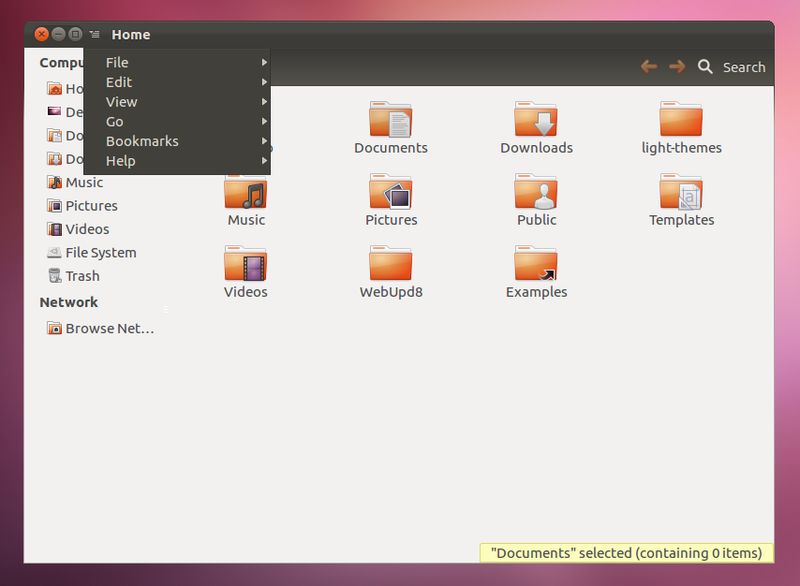 Home
File
Edit
View
Go
Bookmarks
Help
Search
Compu
Ho
De
Do
Do
Music
Pictures
Videos
File System
Trash
Network
Browse Net…
Documents
Downloads
light-themes
Music
Pictures
Public
Templates
Videos
WebUpd8
Examples
"Documents" selected (containing 0 items)